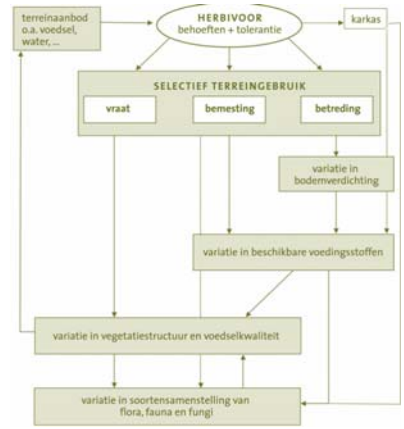 terreinaanbod
o.a. voedsel,
water, ...
HERBIVOOR
behoeften + tolerantie
karkas
SELECTIEF TERREINGEBRUIK
vraat
bemesting
betreding
variatie in
bodemverdichting
variatie in beschikbare voedingsstoffen
variatie in vegetatiestructuur en voedselkwaliteit
variatie in soortensamenstelling van
flora, fauna en fungi